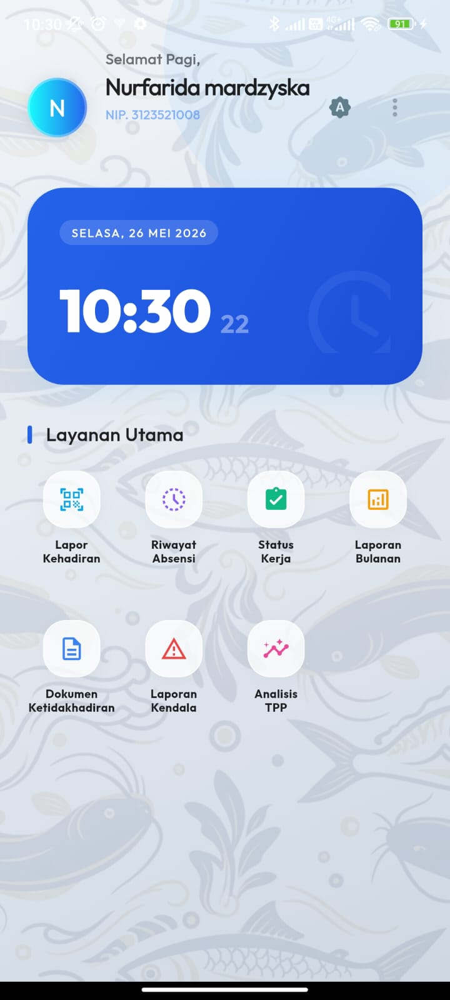 10:30
4G+
91
Selamat Pagi,
Nurfarida mardzyska
N
A
NIP. 3123521008
SELASA, 26 MEI 2026
10:30 22
Layanan Utama
Lapor
Kehadiran
Riwayat
Absensi
Status
Kerja
Laporan
Bulanan
Dokumen
Ketidakhadiran
Laporan
Kendala
Analisis
TPP